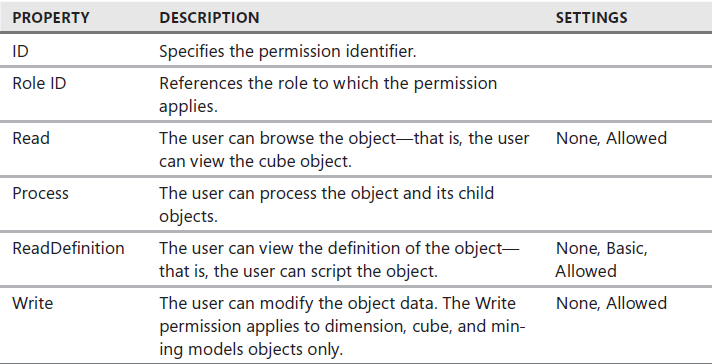 PROPERTY DESCRIPTION SETTINGS
ID Specifies the permission identifier.
Role ID References the role to which the permission
applies.
Read The user can browse the object—that is, the user None, Allowed
can view the cube object.
Process The user can process the object and its child
objects.
ReadDefinition The user can view the definition of the object— None, Basic,
that is, the user can script the object. Allowed
Write The user can modify the object data. The Write None, Allowed
permission applies to dimension, cube, and min-
ing models objects only.